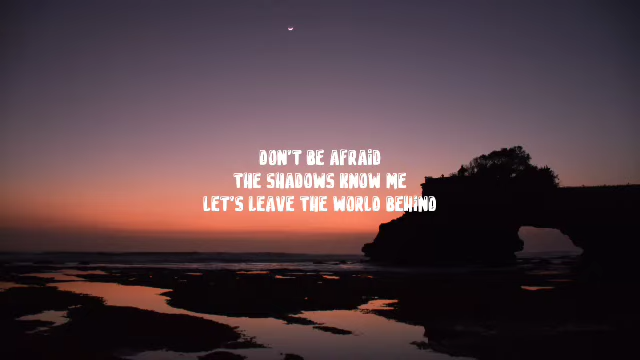 DON'T BE AFRAID
THE SHADOWS KNOW ME
LET'S LEAVE THE WORLD BEHIND